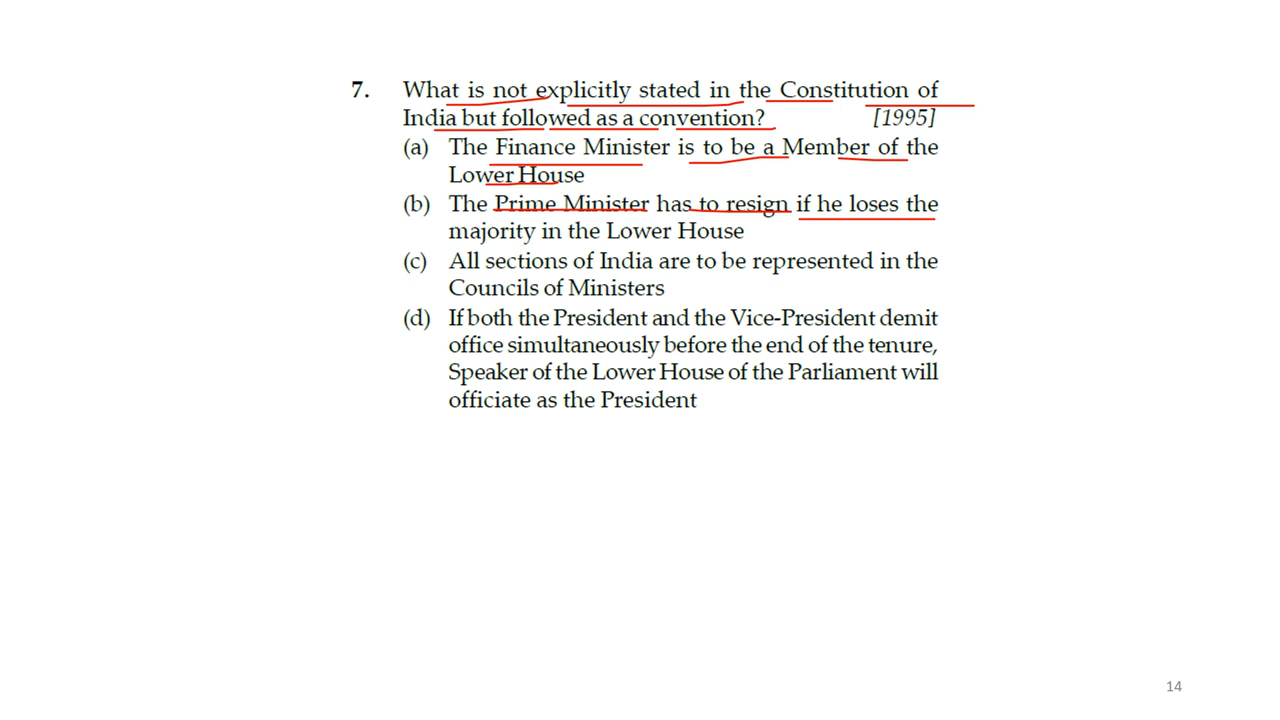 7. What is not explicitly stated in the Constitution of
India but followed as a convention? [1995]
(a) The Finance Minister is to be a Member of the
Lower House
(b) The Prime Minister has to resign if he loses the
majority in the Lower House
(c) All sections of India are to be represented in the
Councils of Ministers
(d) If both the President and the Vice-President demit
office simultaneously before the end of the tenure,
Speaker of the Lower House of the Parliament will
officiate as the President
14